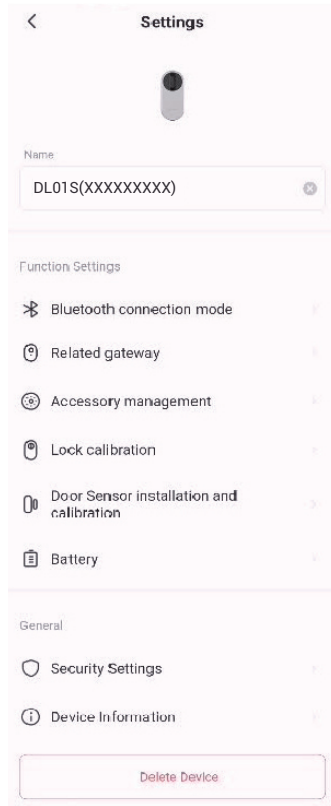 Settings
Name
DL01S(XXXXXXXXX)
Function Settings
Bluetooth connection mode
Related gateway
Accessory management
Lock calibration
Door Sensor installation and
calibration
Battery
General
Security Settings
Device Information
Delete Device